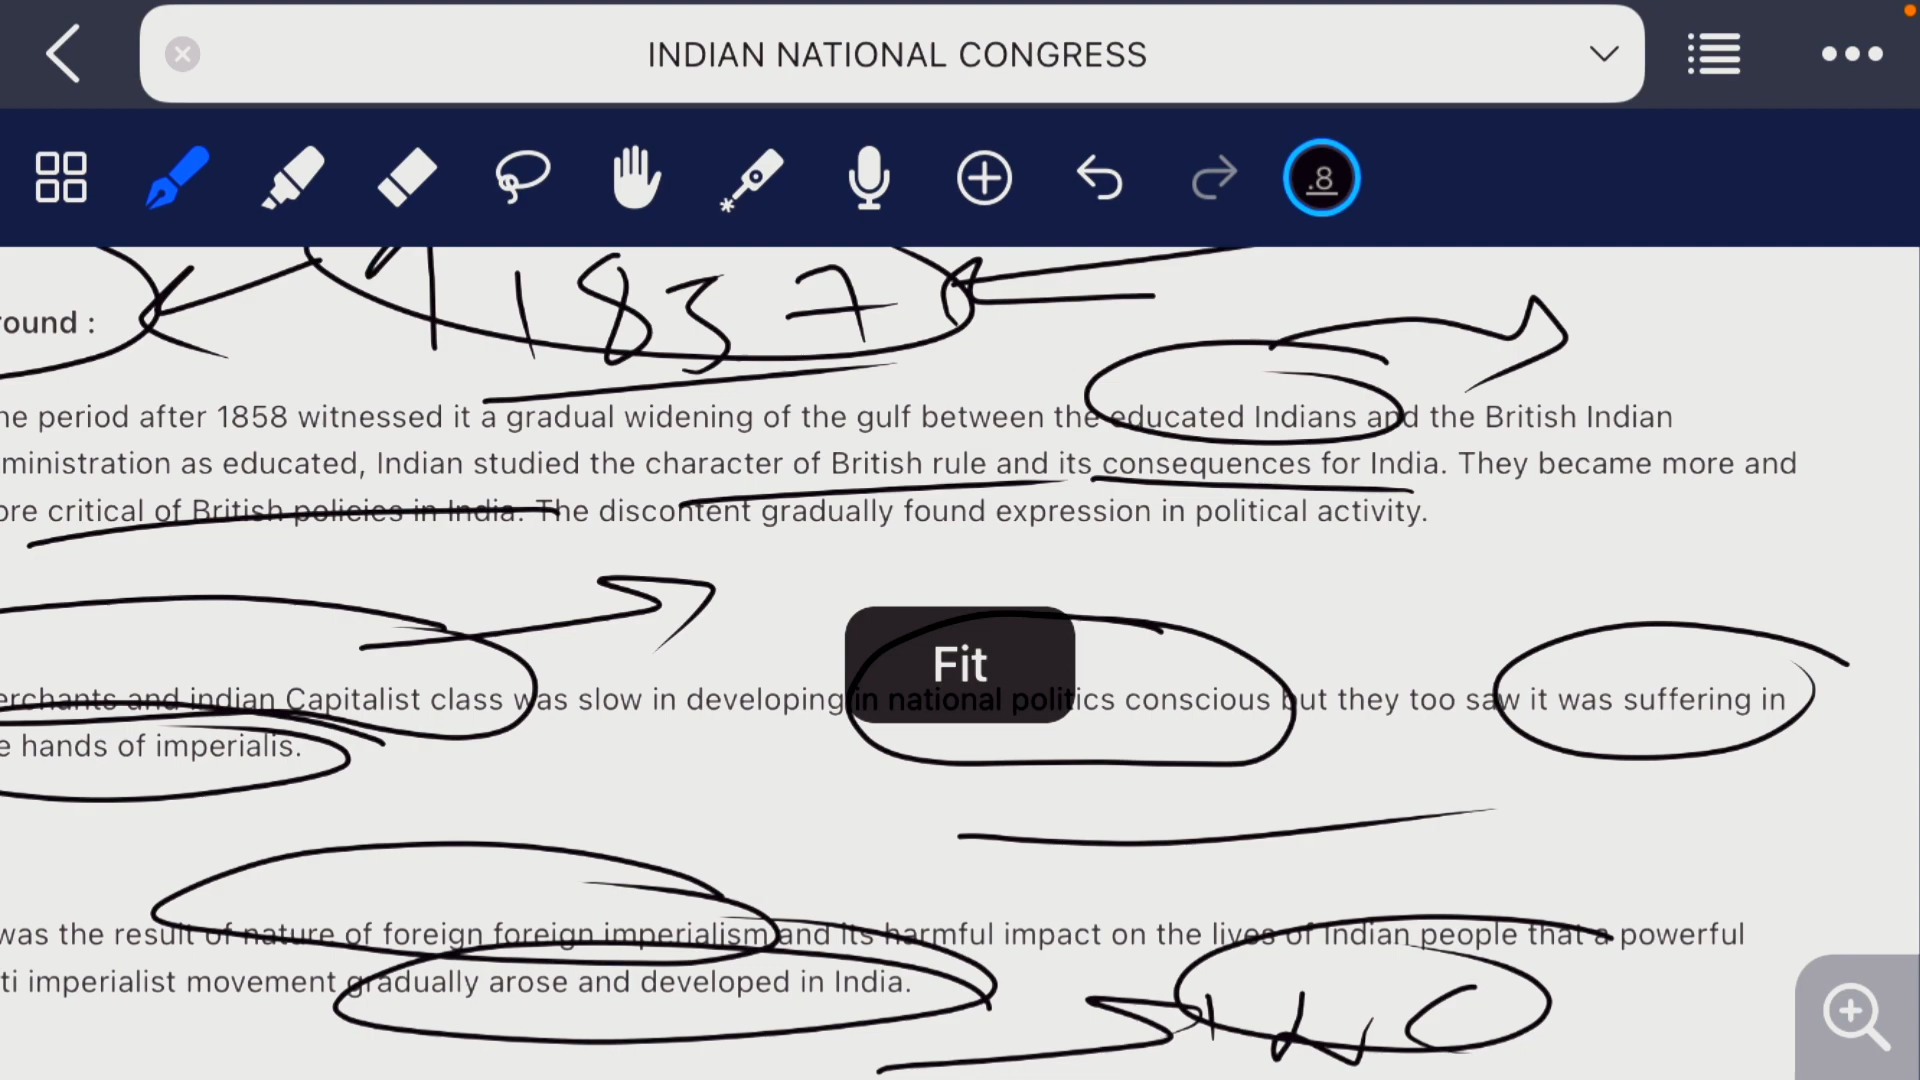 INDIAN NATIONAL CONGRESS
.8
1837
round :
he period after 1858 witnessed it a gradual widening of the gulf between the educated Indians and the British Indian
ministration as educated, Indian studied the character of British rule and its consequences for India. They became more and
ore critical of British policies in India. The discontent gradually found expression in political activity.
Fit
erchants and indian Capitalist class was slow in developing in national politics conscious but they too saw it was suffering in
e hands of imperialis.
was the result of nature of foreign foreign imperialism and its harmful impact on the lives of Indian people that a powerful
ti imperialist movement gradually arose and developed in India.
INC